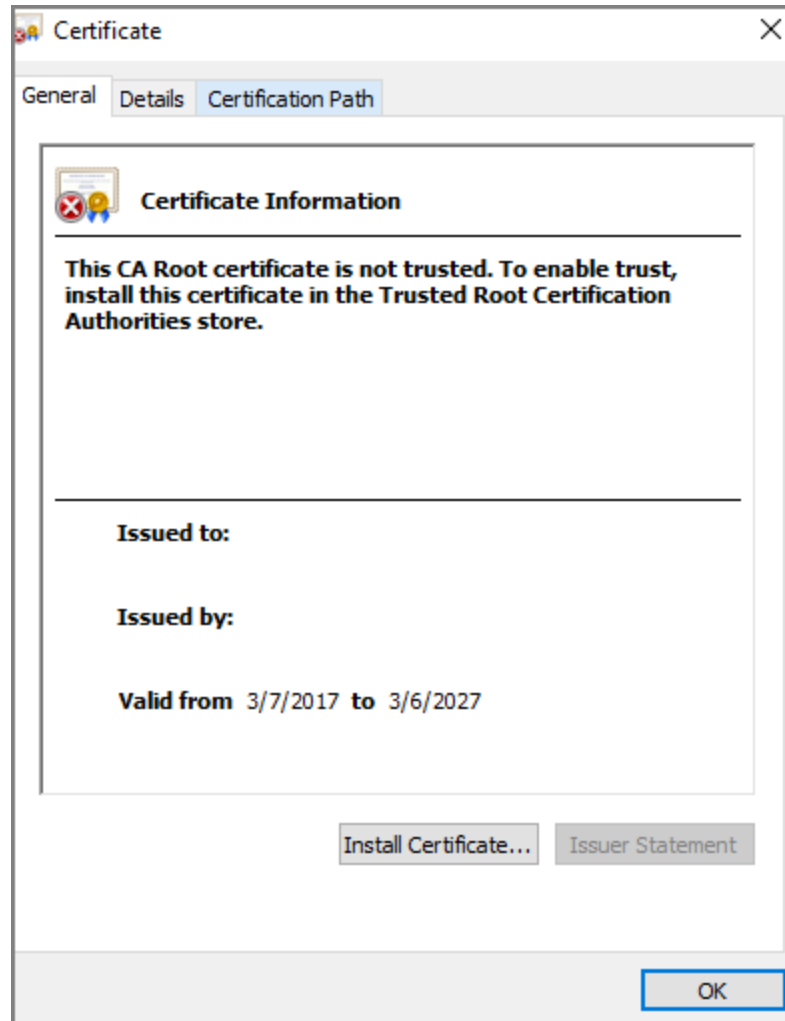 Certificate
General Details Certification Path
Certificate Information
This CA Root certificate is not trusted. To enable trust,
install this certificate in the Trusted Root Certification
Authorities store.
Issued to:
Issued by:
Valid from 3/7/2017 to 3/6/2027
Install Certificate... Issuer Statement
OK